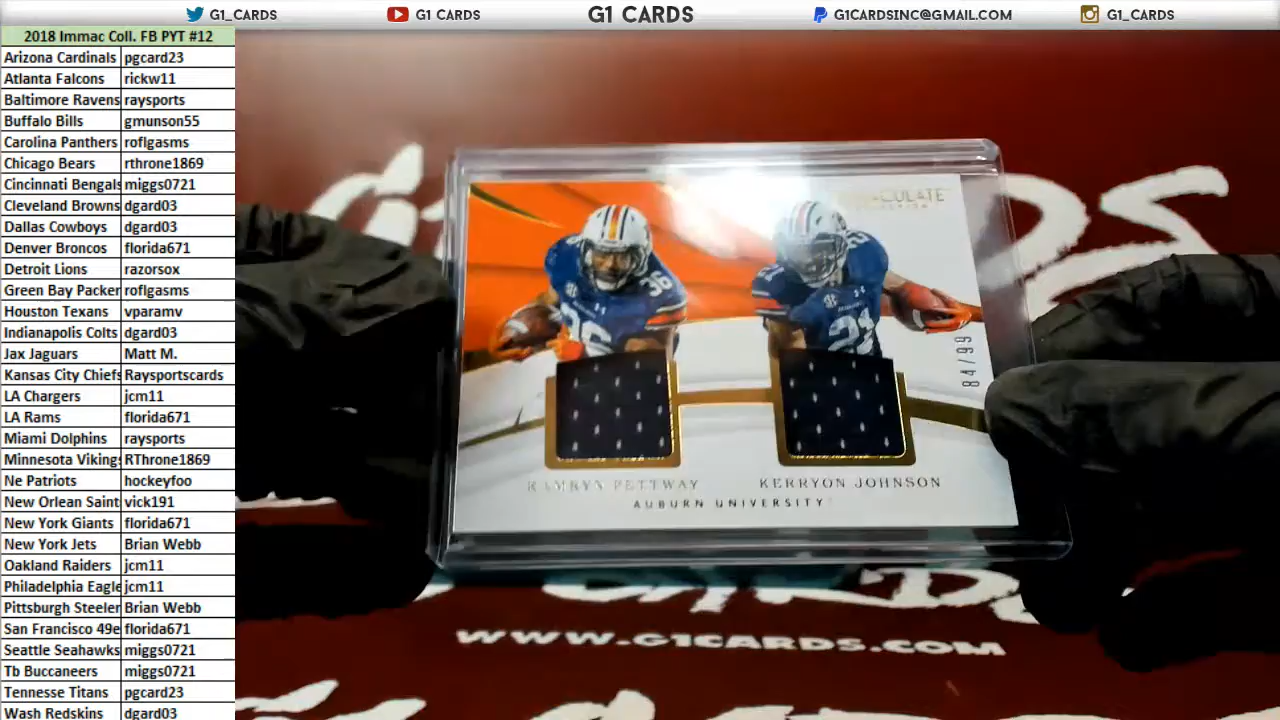 G1_CARDS
G1 CARDS
G1 CARDS
G1CARDSINC@GMAIL.COM
G1_CARDS
2018 Immac Coll. FB PYT #12
Arizona Cardinals pgcard23
Atlanta Falcons rickw11
Baltimore Ravens raysports
Buffalo Bills gmunson55
Carolina Panthers roflgasms
Chicago Bears rthrone1869
Cincinnati Bengals miggs0721
Cleveland Browns dgard03
Dallas Cowboys dgard03
Denver Broncos florida671
Detroit Lions razorsox
Green Bay Packer roflgasms
Houston Texans vparamv
Indianapolis Colts dgard03
Jax Jaguars Matt M.
Kansas City Chiefs Raysportscards
LA Chargers jcm11
LA Rams florida671
Miami Dolphins raysports
Minnesota Vikings RThrone1869
Ne Patriots hockeyfoo
New Orlean Saint vick191
New York Giants florida671
New York Jets Brian Webb
Oakland Raiders jcm11
Philadelphia Eagle jcm11
Pittsburgh Steeler Brian Webb
San Francisco 49e florida671
Seattle Seahawks miggs0721
Tb Buccaneers miggs0721
Tennesse Titans pgcard23
Wash Redskins dgard03
36
21
84/99
KAMRYN PETTWAY
KERRYON JOHNSON
AUBURN UNIVERSITY
WWW.G1CARDS.COM